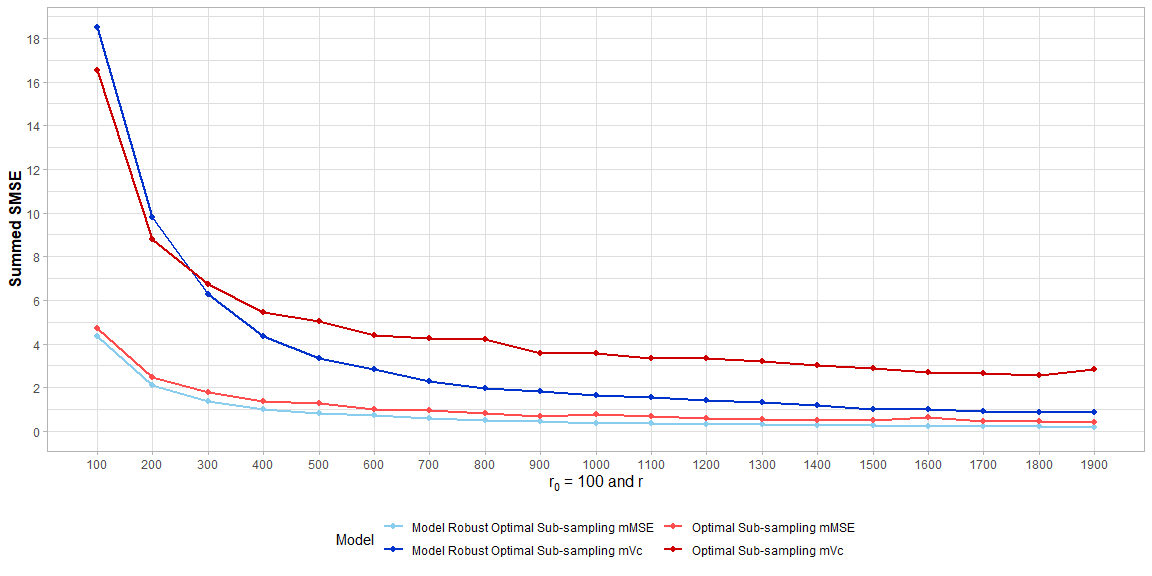 Summed SMSE
18
16
14
12
10
8
6
4
2
0
100 200 300 400 500 600 700 800 900 1000 1100 1200 1300 1400 1500 1600 1700 1800 1900
r₀ = 100 and r
Model
Model Robust Optimal Sub-sampling mMSE
Optimal Sub-sampling mMSE
Model Robust Optimal Sub-sampling mVc
Optimal Sub-sampling mVc